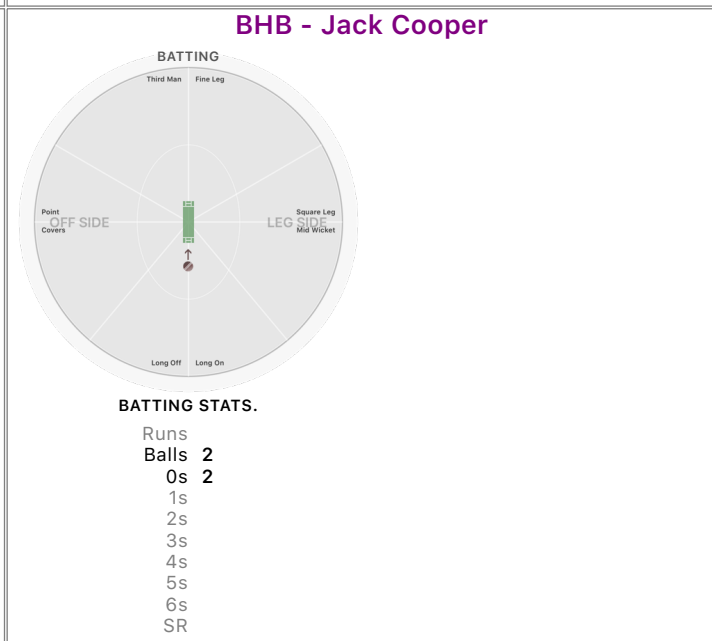 BHB - Jack Cooper
BATTING
Third Man Fine Leg
Point Square Leg
OFF SIDE LEG SIDE
Covers Mid Wicket
Long Off Long On
BATTING STATS.
Runs
Balls 2
0s 2
1s
2s
3s
4s
5s
6s
SR